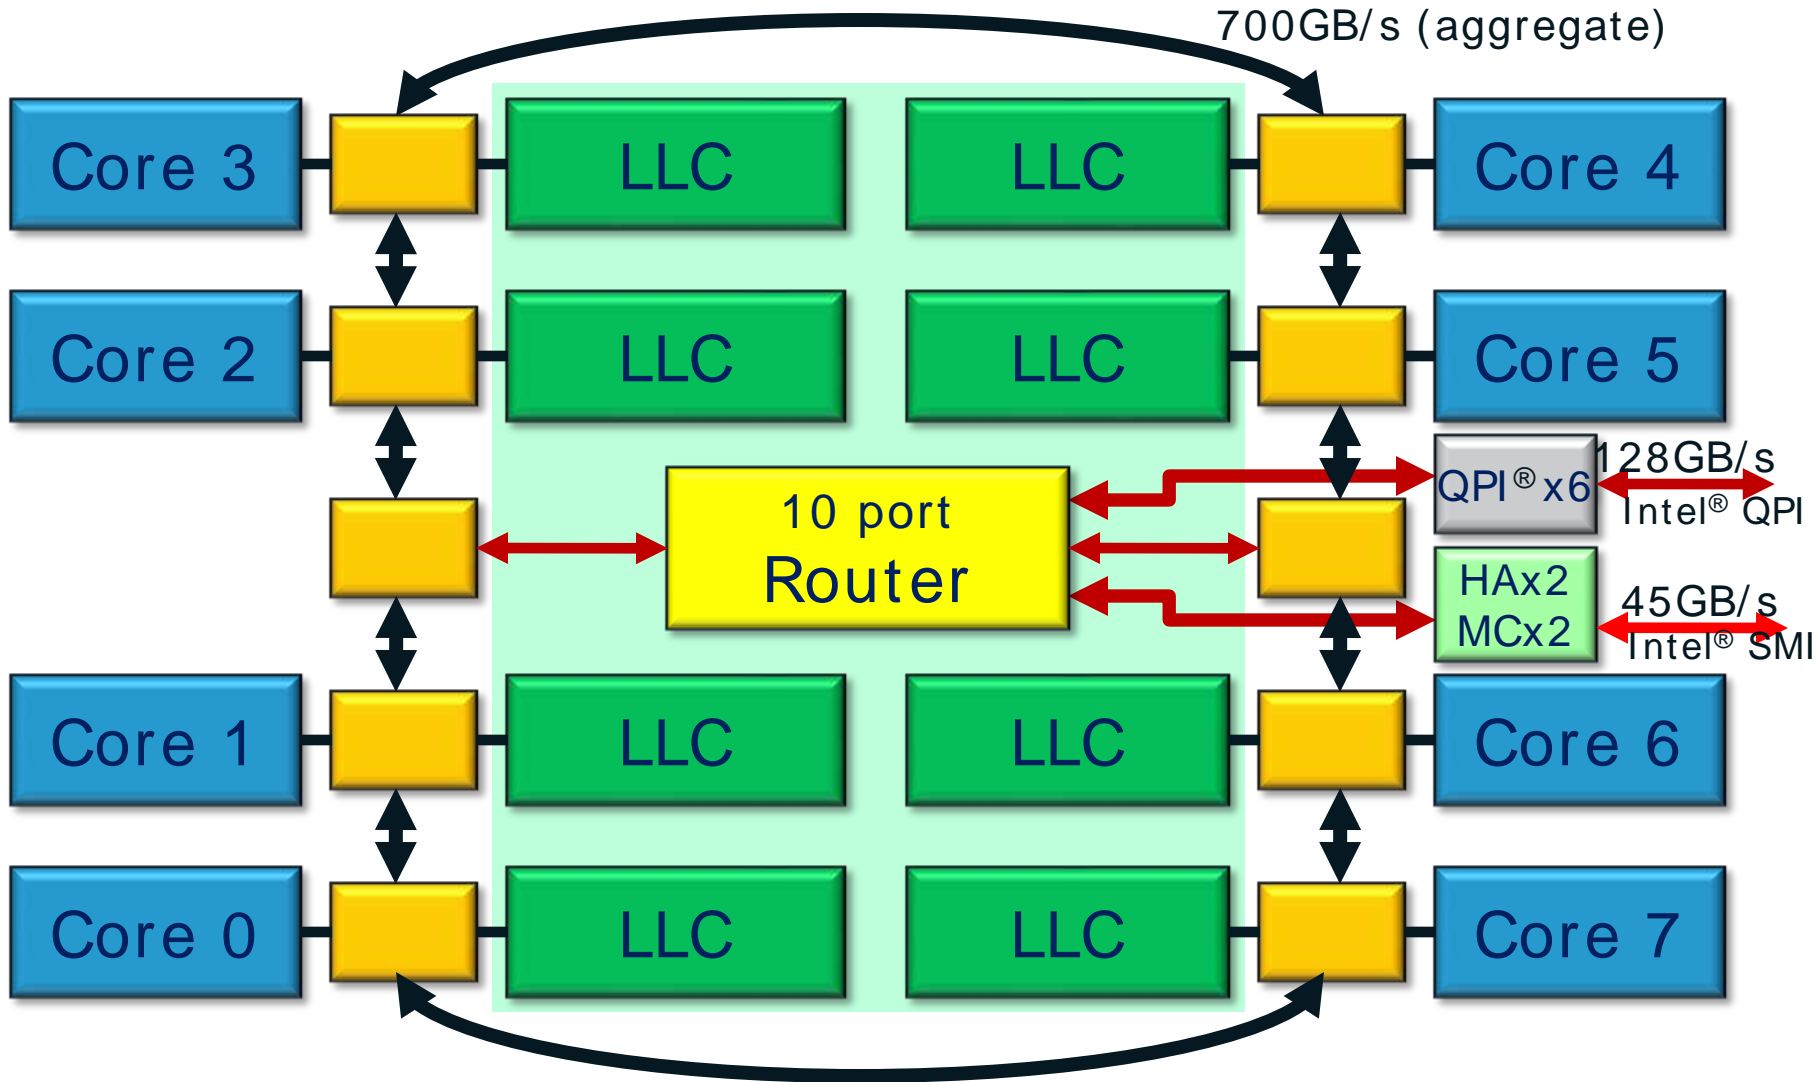 700GB/s (aggregate)
Core 3
LLC
LLC
Core 4
Core 2
LLC
LLC
Core 5
10 port
Router
QPI® x6
128GB/s
Intel® QPI
HAx2
MCx2
45GB/s
Intel® SMI
Core 1
LLC
LLC
Core 6
Core 0
LLC
LLC
Core 7